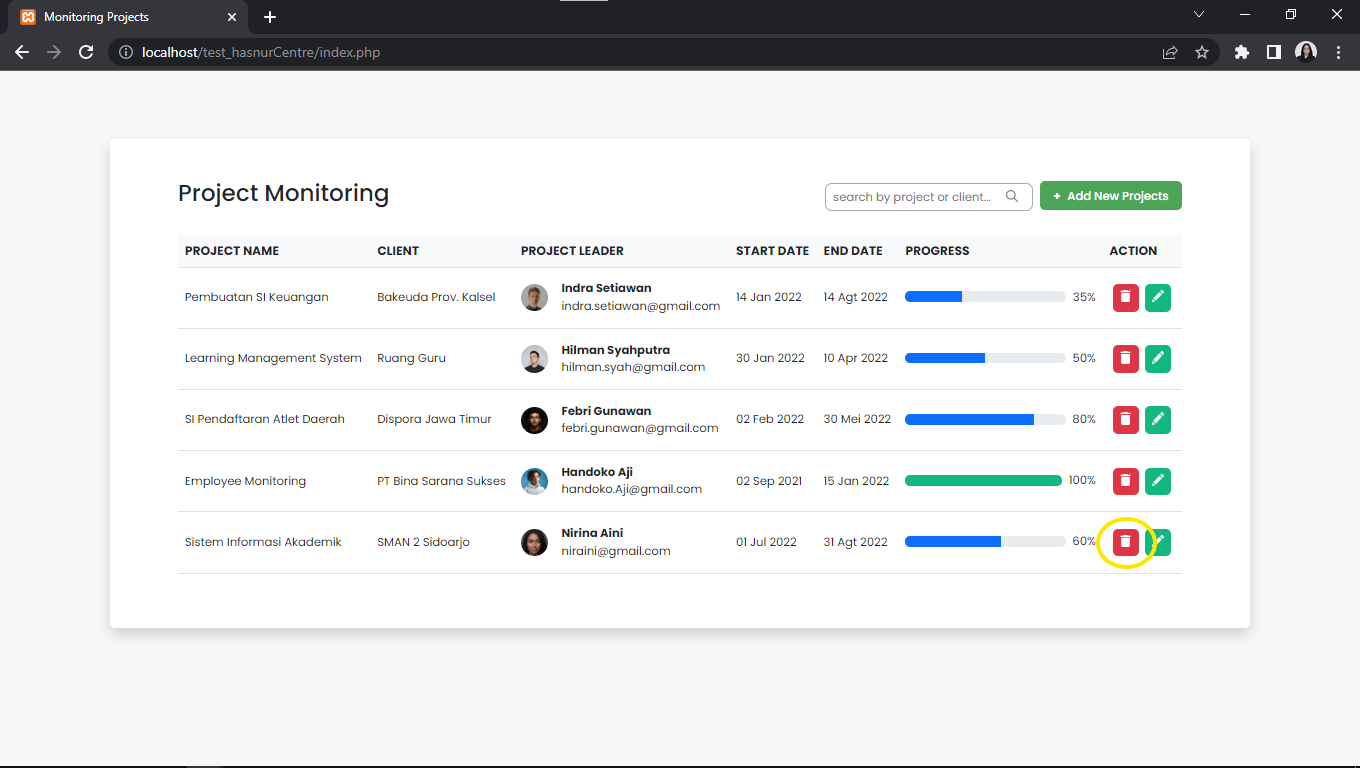 Monitoring Projects
localhost/test_hasnurCentre/index.php
Project Monitoring
search by project or client...
+ Add New Projects
PROJECT NAME CLIENT PROJECT LEADER START DATE END DATE PROGRESS ACTION
Pembuatan SI Keuangan Bakeuda Prov. Kalsel Indra Setiawan 14 Jan 2022 14 Agt 2022 35%
indra.setiawan@gmail.com
Learning Management System Ruang Guru Hilman Syahputra 30 Jan 2022 10 Apr 2022 50%
hilman.syah@gmail.com
SI Pendaftaran Atlet Daerah Dispora Jawa Timur Febri Gunawan 02 Feb 2022 30 Mei 2022 80%
febri.gunawan@gmail.com
Employee Monitoring PT Bina Sarana Sukses Handoko Aji 02 Sep 2021 15 Jan 2022 100%
handoko.Aji@gmail.com
Sistem Informasi Akademik SMAN 2 Sidoarjo Nirina Aini 01 Jul 2022 31 Agt 2022 60%
niraini@gmail.com